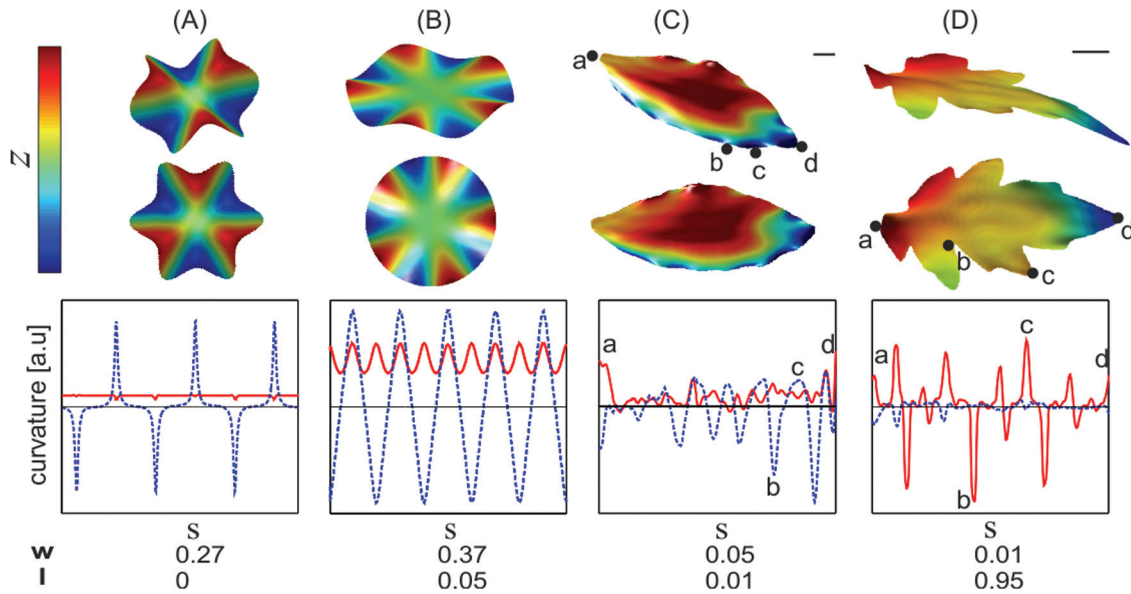 (A) (B) (C) (D)
Z
a
b c d
a b c d
curvature [a.u]
a b c d
a b c d
S S S S
w 0.27 0.37 0.05 0.01
l 0 0.05 0.01 0.95